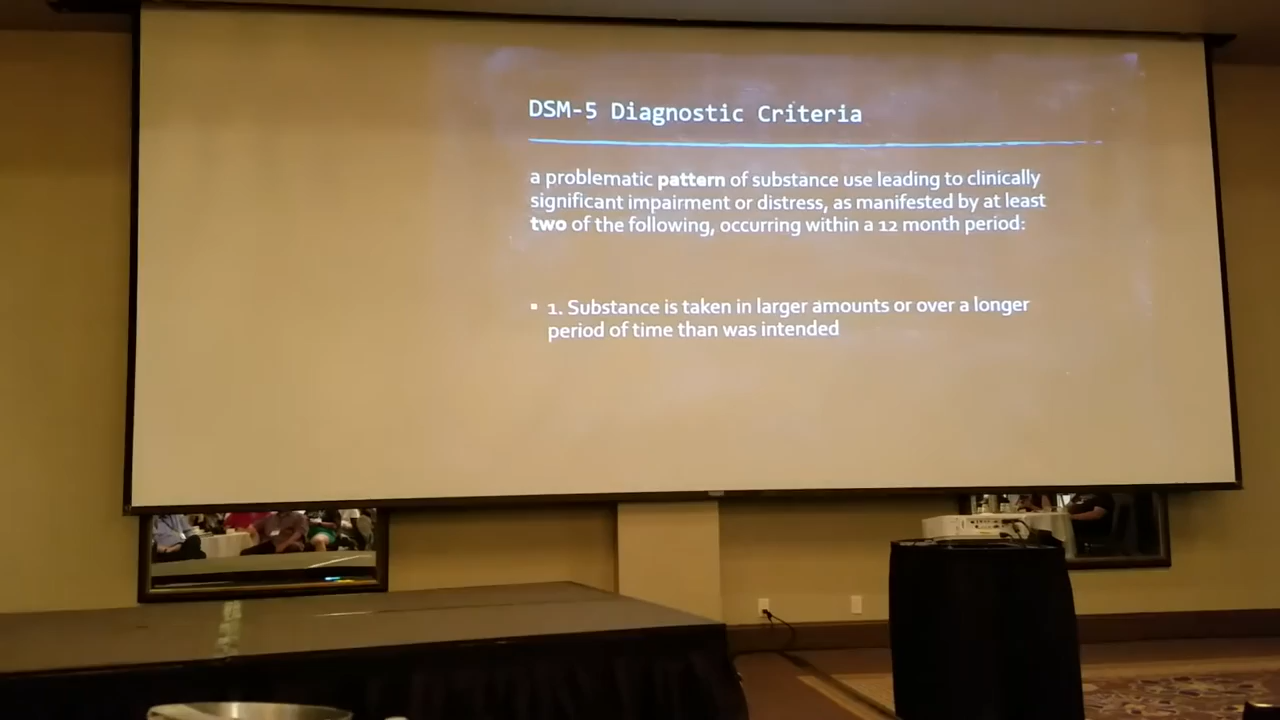 DSM-5 Diagnostic Criteria
a problematic pattern of substance use leading to clinically
significant impairment or distress, as manifested by at least
two of the following, occurring within a 12 month period:
▪ 1. Substance is taken in larger amounts or over a longer
period of time than was intended